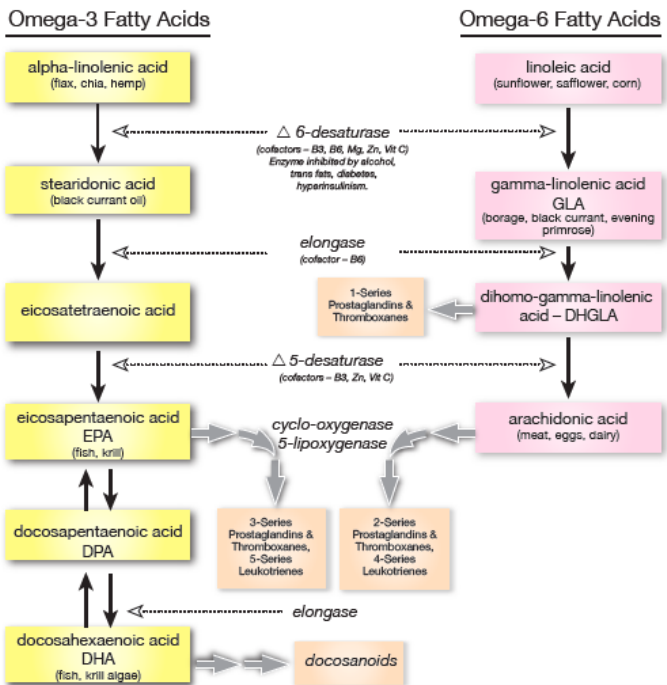 Omega-3 Fatty Acids
Omega-6 Fatty Acids
alpha-linolenic acid
(flax, chia, hemp)
linoleic acid
(sunflower, safflower, corn)
△ 6-desaturase
(cofactors – B3, B6, Mg, Zn, Vit C)
Enzyme inhibited by alcohol,
trans fats, diabetes,
hyperinsulinism.
stearidonic acid
(black currant oil)
gamma-linolenic acid
GLA
(borage, black currant, evening
primrose)
elongase
(cofactor – B6)
eicosatetraenoic acid
1-Series
Prostaglandins &
Thromboxanes
dihomo-gamma-linolenic
acid – DHGLA
△ 5-desaturase
(cofactors – B3, Zn, Vit C)
eicosapentaenoic acid
EPA
(fish, krill)
cyclo-oxygenase
5-lipoxygenase
arachidonic acid
(meat, eggs, dairy)
3-Series
Prostaglandins &
Thromboxanes,
5-Series
Leukotrienes
2-Series
Prostaglandins &
Thromboxanes,
4-Series
Leukotrienes
docosapentaenoic acid
DPA
elongase
docosahexaenoic acid
DHA
(fish, krill algae)
docosanoids